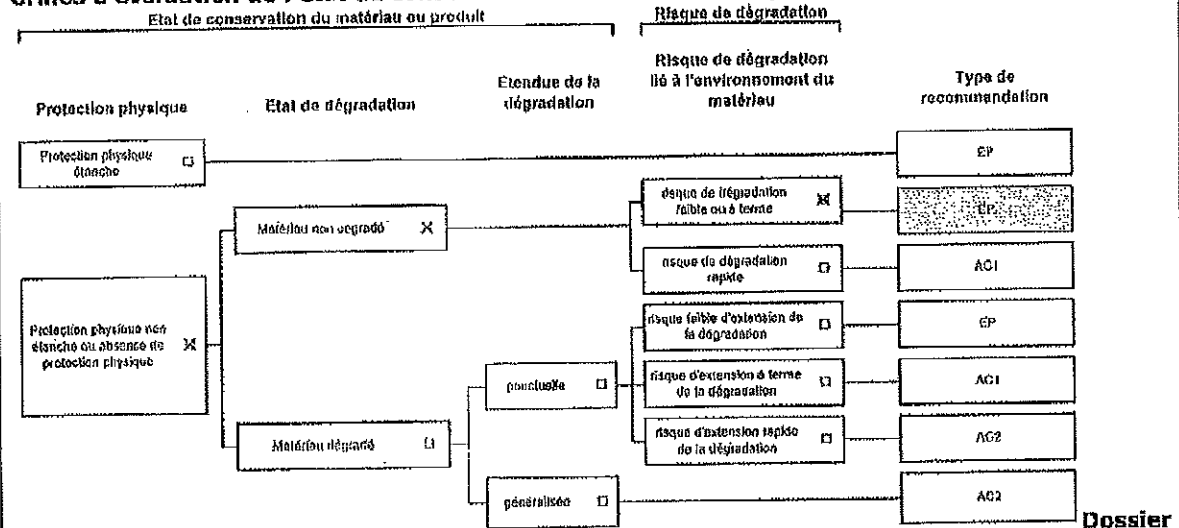 Etat de conservation du matériau ou produit
Risque de dégradation
Protection physique
Etat de dégradation
Étendue de la
dégradation
Risque de dégradation
lié à l'environnement du
matériau
Type de
recommandation
Protection physique
étanche
EP
Matériau non dégradé
risque de dégradation
faible ou à terme
EP
risque de dégradation
rapide
AC1
Protection physique non
étanche ou absence de
protection physique
risque faible d'extension de
la dégradation
EP
ponctuelle
risque d'extension à terme
de la dégradation
AC1
Matériau dégradé
risque d'extension rapide
de la dégradation
AC2
généralisée
AC2
Dossier